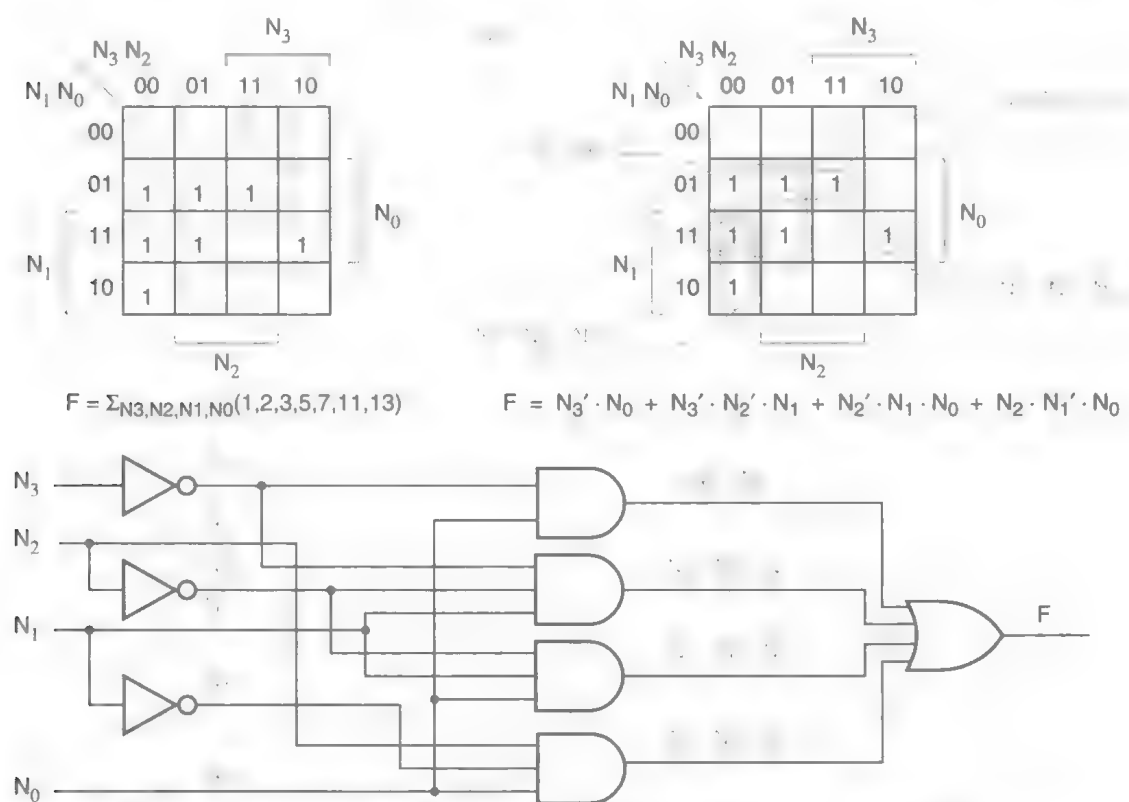 N3
N3 N2
00 01 11 10
N1 N0
00
01 1 1 1
N0
11 1 1 1
N1
10 1
N2
F = ΣN3,N2,N1,N0(1,2,3,5,7,11,13)
N3
N3 N2
00 01 11 10
N1 N0
00
01 1 1 1
N0
11 1 1 1
N1
10 1
N2
F = N3′ · N0 + N3′ · N2′ · N1 + N2′ · N1 · N0 + N2 · N1′ · N0
N3
N2
N1
N0
F